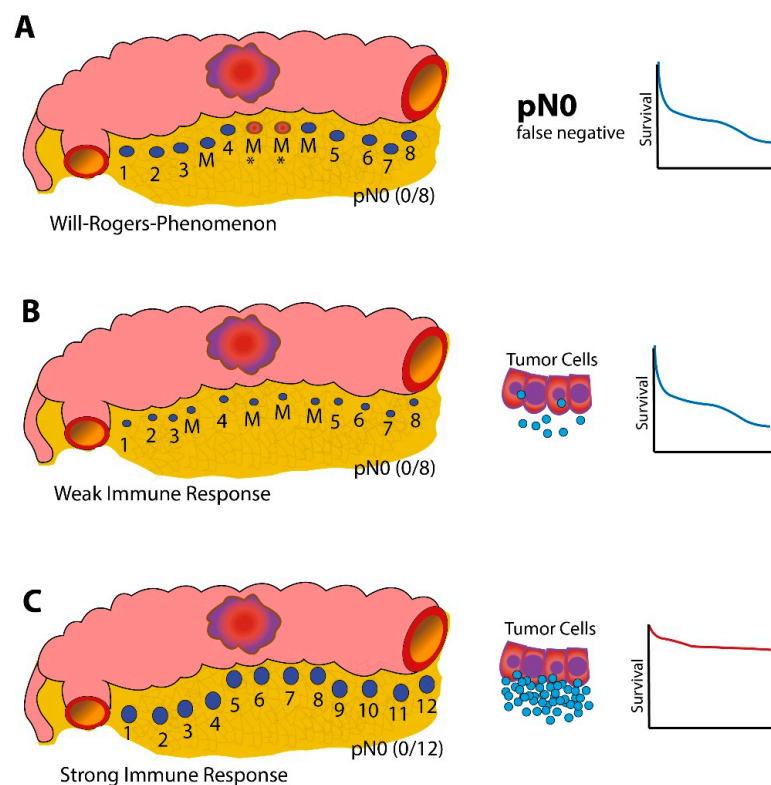 A
1 2 3 M 4 M M M 5 6 7 8
* *
pN0 (0/8)
Will-Rogers-Phenomenon
pN0
false negative
Survival
B
1 2 3 M 4 M M M 5 6 7 8
pN0 (0/8)
Weak Immune Response
Tumor Cells
Survival
C
1 2 3 4 5 6 7 8 9 10 11 12
pN0 (0/12)
Strong Immune Response
Tumor Cells
Survival